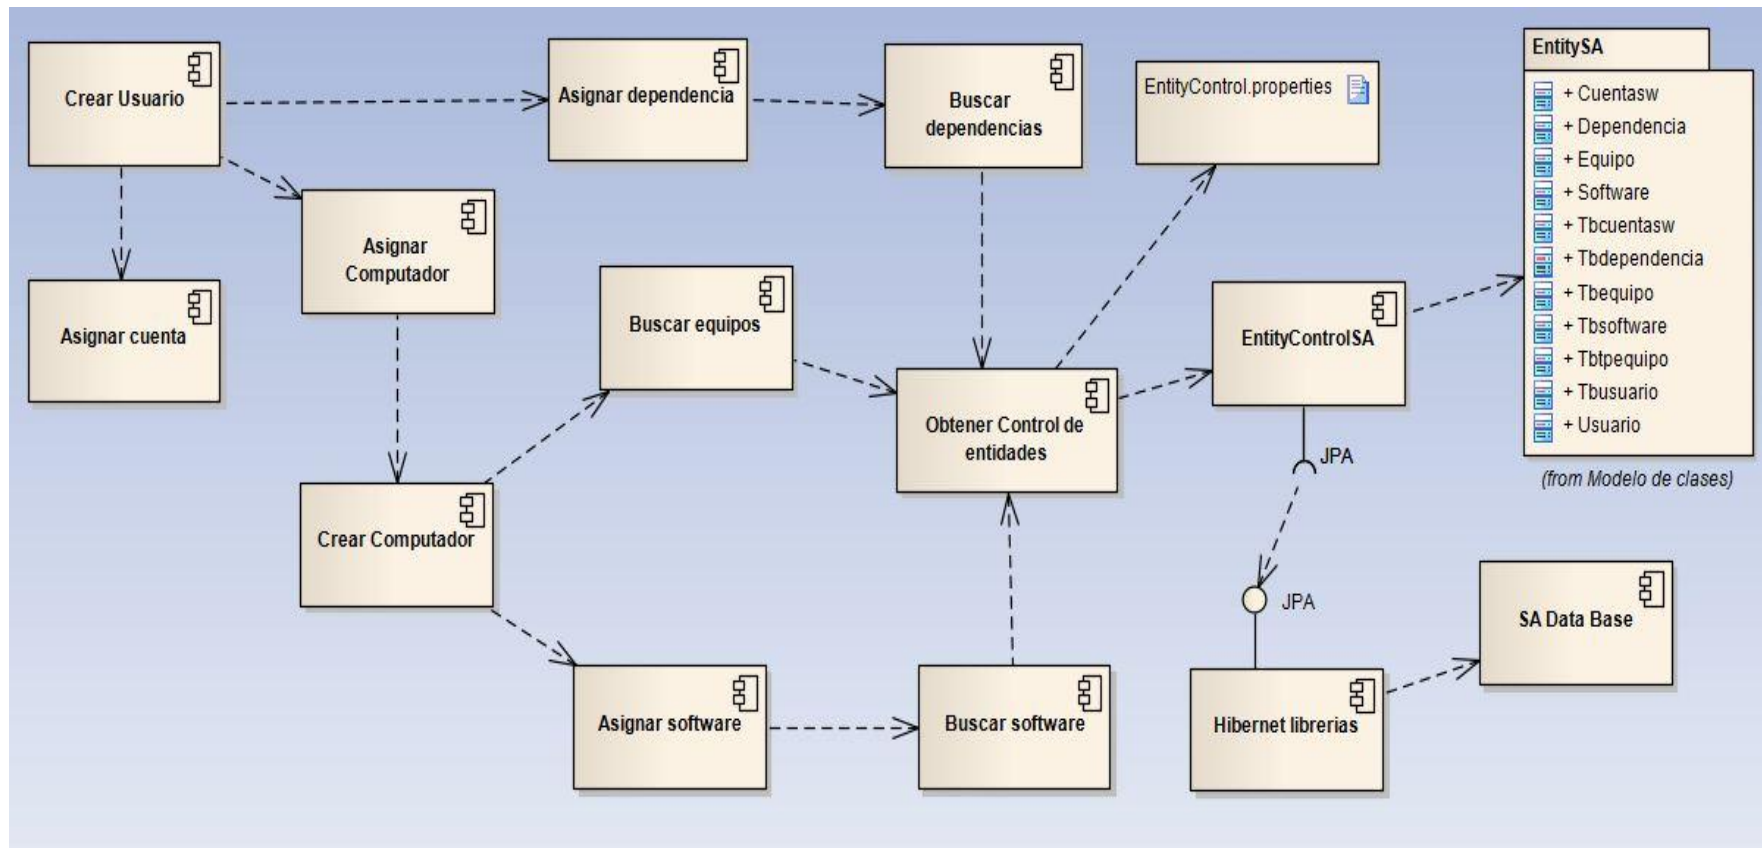 Crear Usuario
Asignar dependencia
Buscar
dependencias
EntityControl.properties
EntitySA
+ Cuentasw
+ Dependencia
+ Equipo
+ Software
+ Tbcuentasw
+ Tbdependencia
+ Tbequipo
+ Tbsoftware
+ Tbtpequipo
+ Tbusuario
+ Usuario
(from Modelo de clases)
Asignar
Computador
Asignar cuenta
Buscar equipos
EntityControlSA
Obtener Control de
entidades
JPA
Crear Computador
JPA
SA Data Base
Asignar software
Buscar software
Hibernet librerias